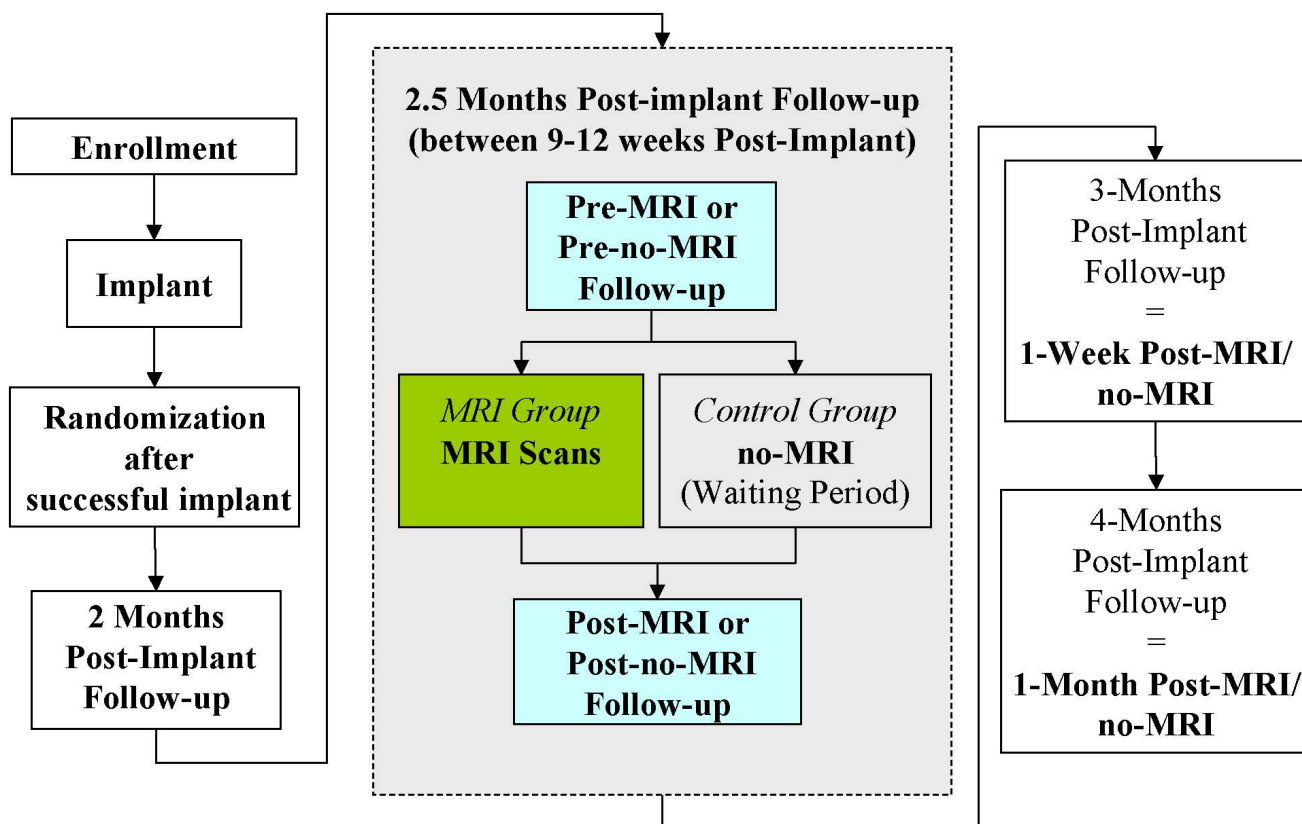 Enrollment
Implant
Randomization
after
successful implant
2 Months
Post-Implant
Follow-up
2.5 Months Post-implant Follow-up
(between 9-12 weeks Post-Implant)
Pre-MRI or
Pre-no-MRI
Follow-up
MRI Group
MRI Scans
Control Group
no-MRI
(Waiting Period)
Post-MRI or
Post-no-MRI
Follow-up
3-Months
Post-Implant
Follow-up
=
1-Week Post-MRI/
no-MRI
4-Months
Post-Implant
Follow-up
=
1-Month Post-MRI/
no-MRI